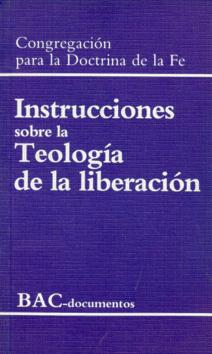 Congregación
para la Doctrina de la Fe
Instrucciones
sobre la
Teología
de la liberación
BAC-documentos